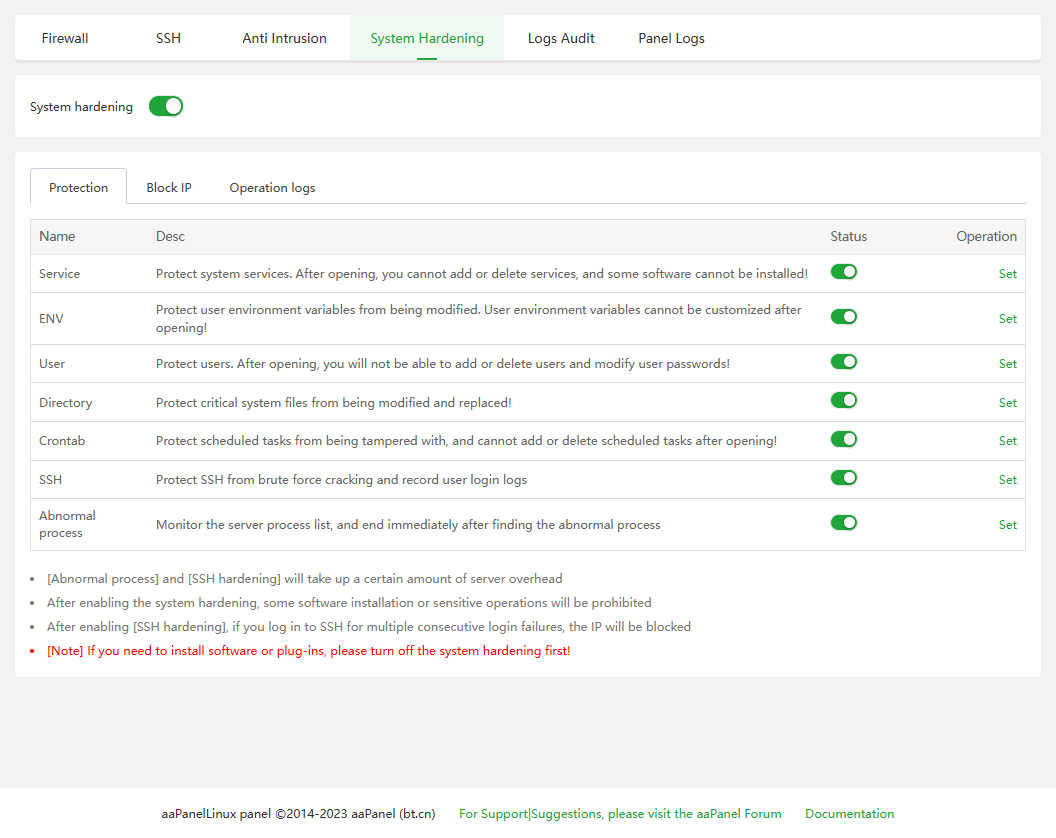 Firewall SSH Anti Intrusion System Hardening Logs Audit Panel Logs
System hardening
Protection Block IP Operation logs
Name Desc Status Operation
Service Protect system services. After opening, you cannot add or delete services, and some software cannot be installed! Set
ENV Protect user environment variables from being modified. User environment variables cannot be customized after
opening! Set
User Protect users. After opening, you will not be able to add or delete users and modify user passwords! Set
Directory Protect critical system files from being modified and replaced! Set
Crontab Protect scheduled tasks from being tampered with, and cannot add or delete scheduled tasks after opening! Set
SSH Protect SSH from brute force cracking and record user login logs Set
Abnormal
process Monitor the server process list, and end immediately after finding the abnormal process Set
• [Abnormal process] and [SSH hardening] will take up a certain amount of server overhead
• After enabling the system hardening, some software installation or sensitive operations will be prohibited
• After enabling [SSH hardening], if you log in to SSH for multiple consecutive login failures, the IP will be blocked
• [Note] If you need to install software or plug-ins, please turn off the system hardening first!
aaPanelLinux panel ©2014-2023 aaPanel (bt.cn) For Support|Suggestions, please visit the aaPanel Forum Documentation